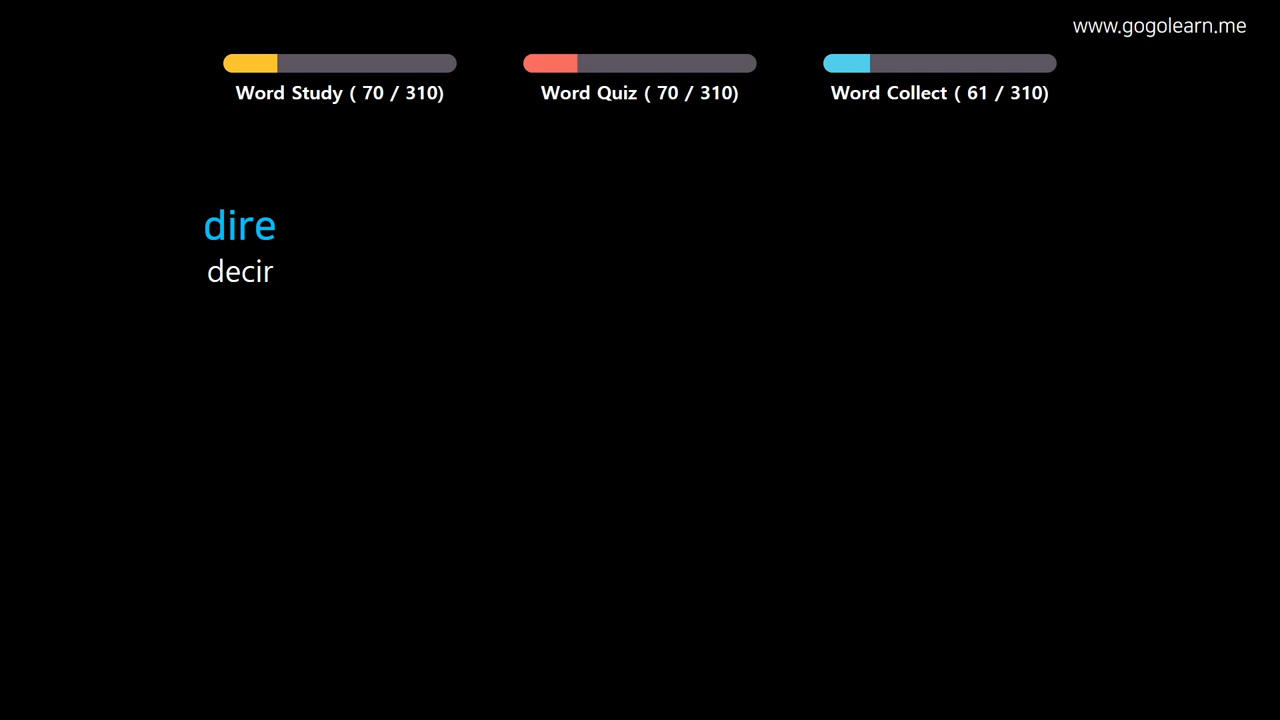 www.gogolearn.me
Word Study ( 70 / 310)
Word Quiz ( 70 / 310)
Word Collect ( 61 / 310)
dire
decir